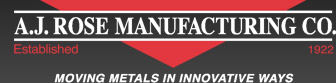 A.J. ROSE MANUFACTURING CO.
Established 1922
MOVING METALS IN INNOVATIVE WAYS